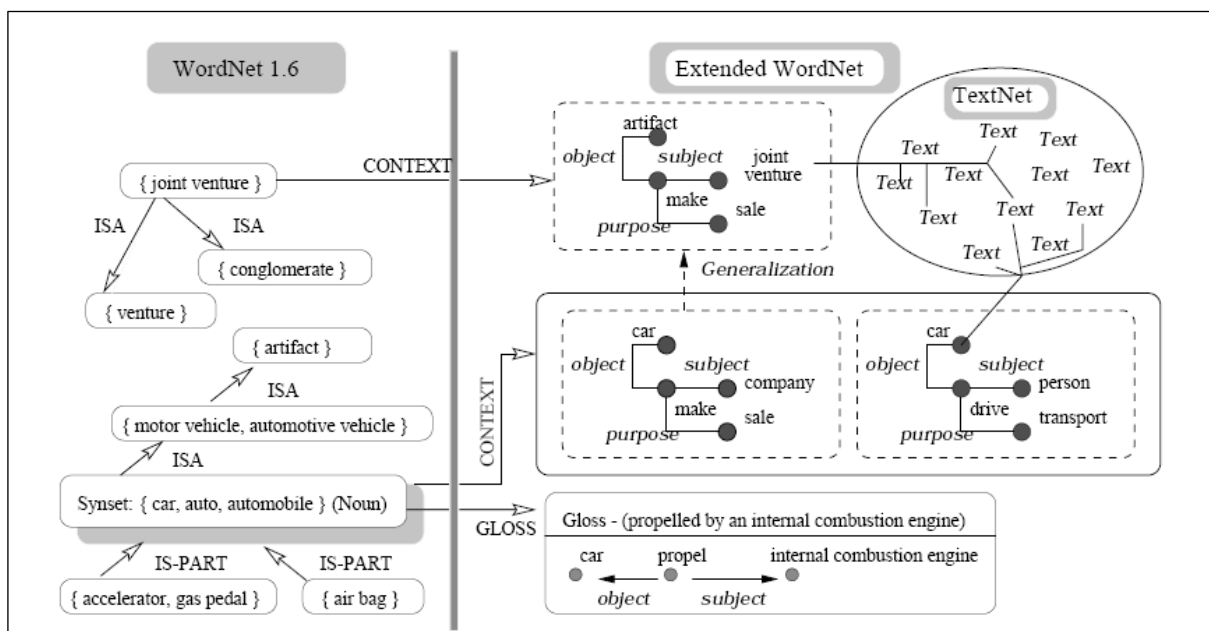 WordNet 1.6
Extended WordNet
TextNet
{ joint venture }
ISA
ISA
{ conglomerate }
{ venture }
{ artifact }
ISA
{ motor vehicle, automotive vehicle }
ISA
Synset: { car, auto, automobile } (Noun)
IS-PART
IS-PART
{ accelerator, gas pedal }
{ air bag }
CONTEXT
CONTEXT
GLOSS
artifact
object
subject
joint
venture
make
sale
purpose
Generalization
Text
Text
Text
Text
Text
Text
Text
Text
Text
Text
Text
Text
car
object
subject
company
make
sale
purpose
car
object
subject
person
drive
transport
purpose
Gloss - (propelled by an internal combustion engine)
car
propel
internal combustion engine
object
subject